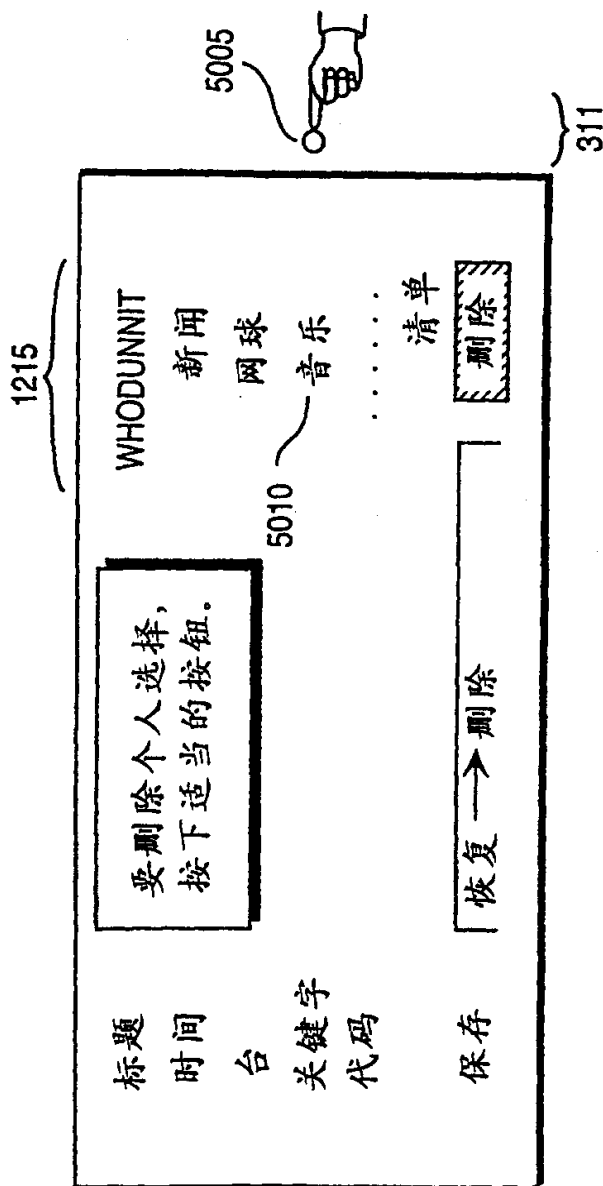 1215
标题
时间
台
关键字
代码
保存
要删除个人选择,
按下适当的按钮.
恢复
删除
WHODUNNIT
新闻
网球
音乐
. . . . . .
清单
删除
5010
5005
311